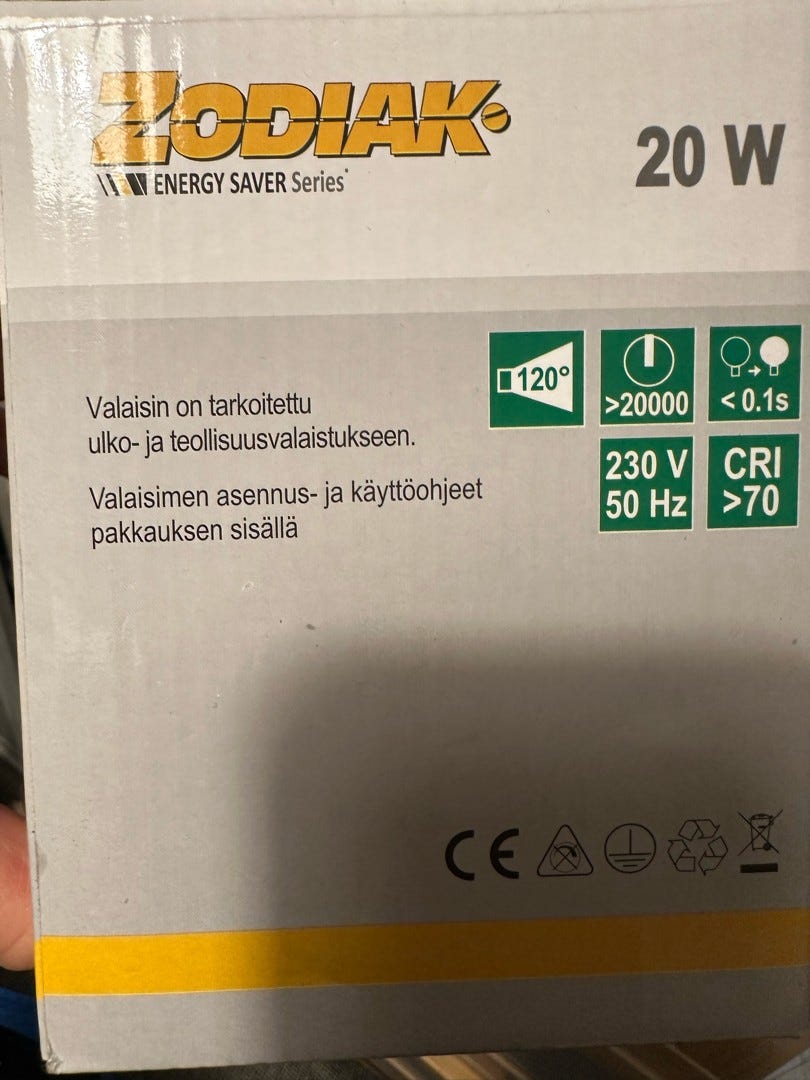 ZODIAK
ENERGY SAVER Series
20 W
Valaisin on tarkoitettu
ulko- ja teollisuusvalaistukseen.
Valaisimen asennus- ja käyttöohjeet
pakkauksen sisällä
120°
>20000
< 0.1s
230 V
50 Hz
CRI
>70
CE